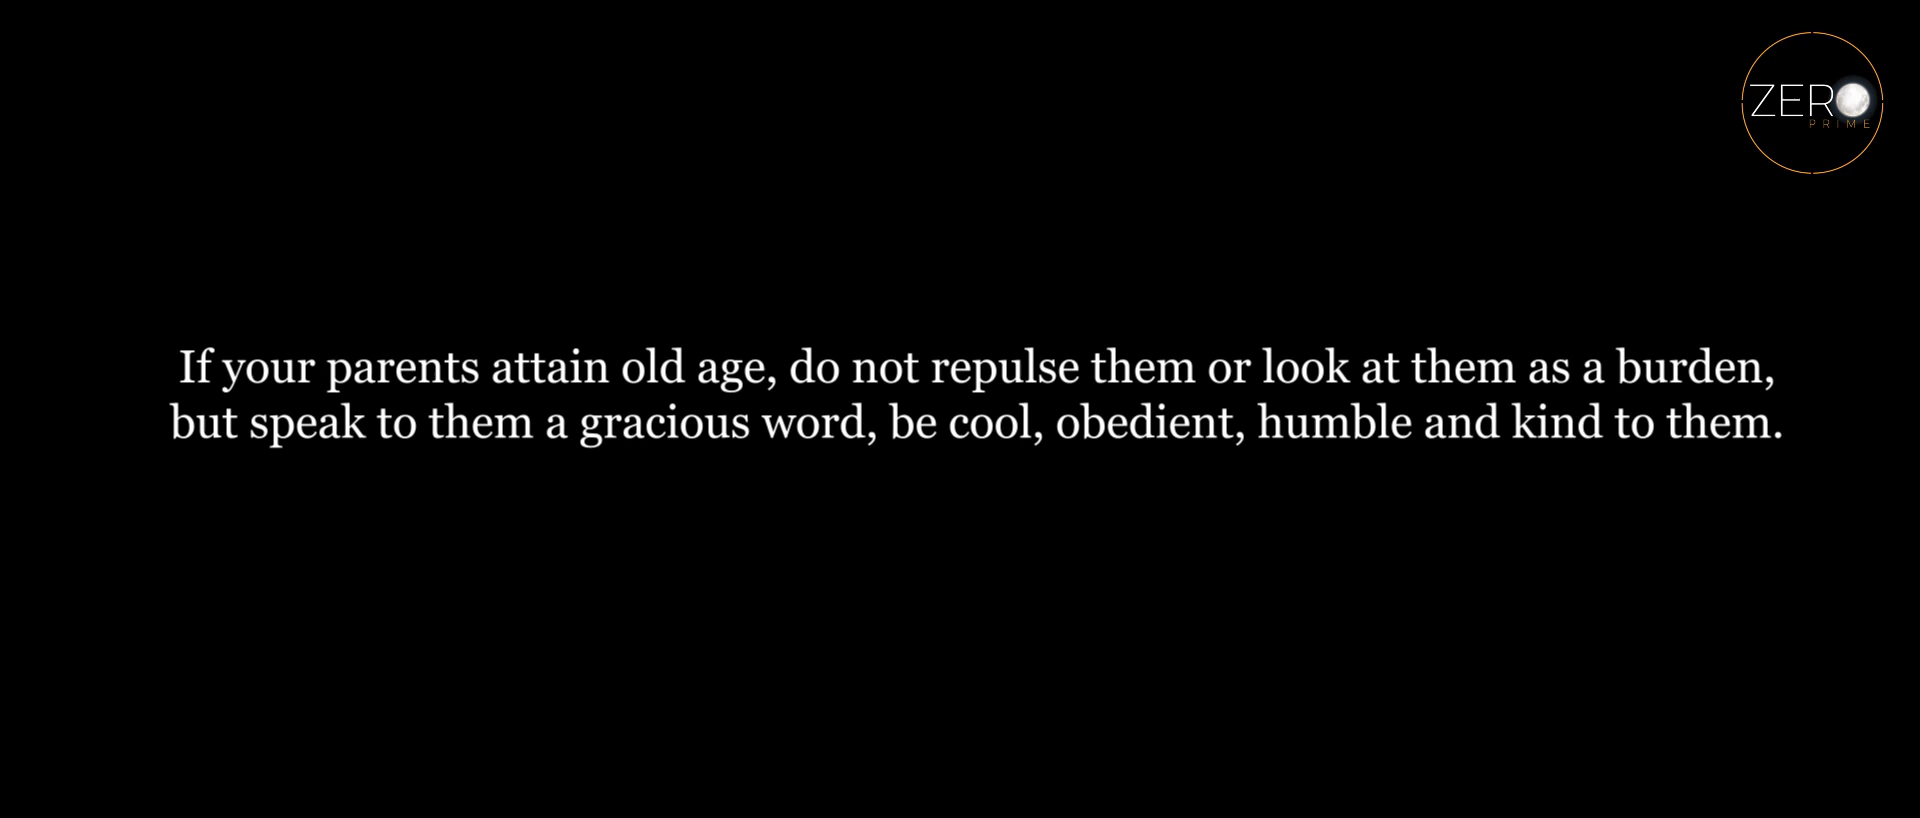 ZERO
PRIME
If your parents attain old age, do not repulse them or look at them as a burden,
but speak to them a gracious word, be cool, obedient, humble and kind to them.